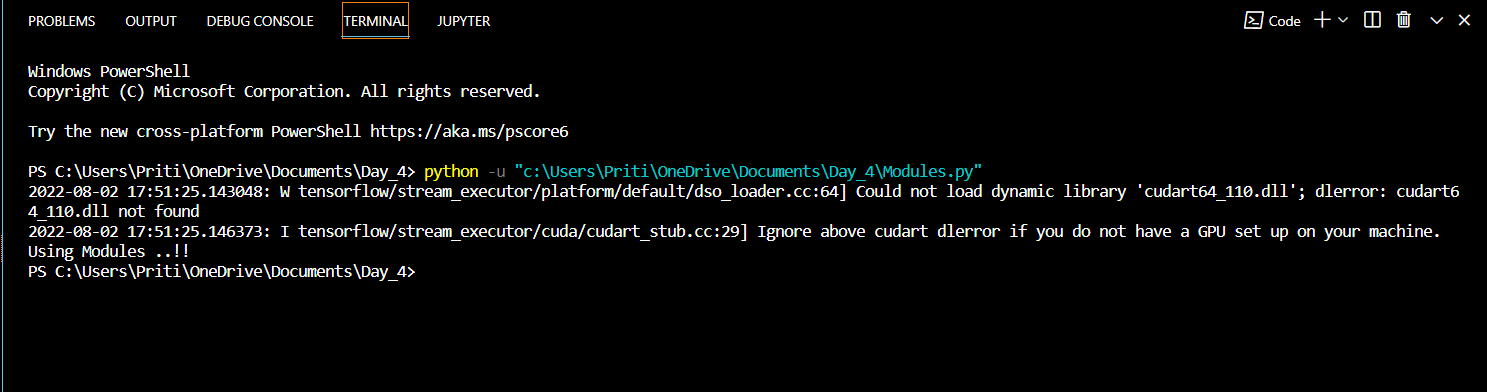 PROBLEMS OUTPUT DEBUG CONSOLE TERMINAL JUPYTER Code
Windows PowerShell
Copyright (C) Microsoft Corporation. All rights reserved.
Try the new cross-platform PowerShell https://aka.ms/pscore6
PS C:\Users\Priti\OneDrive\Documents\Day_4> python -u "c:\Users\Priti\OneDrive\Documents\Day_4\Modules.py"
2022-08-02 17:51:25.143048: W tensorflow/stream_executor/platform/default/dso_loader.cc:64] Could not load dynamic library 'cudart64_110.dll'; dlerror: cudart6
4_110.dll not found
2022-08-02 17:51:25.146373: I tensorflow/stream_executor/cuda/cudart_stub.cc:29] Ignore above cudart dlerror if you do not have a GPU set up on your machine.
Using Modules ..!!
PS C:\Users\Priti\OneDrive\Documents\Day_4>